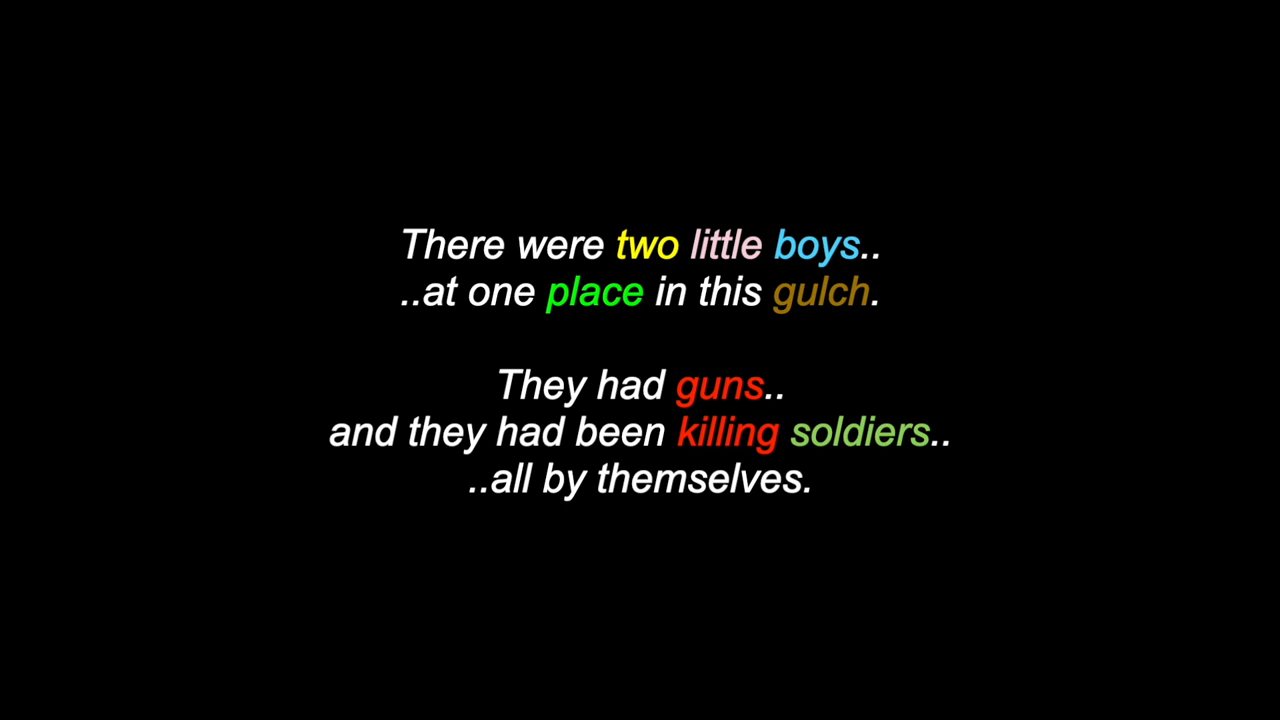 There were two little boys..
..at one place in this gulch.
They had guns..
and they had been killing soldiers..
..all by themselves.